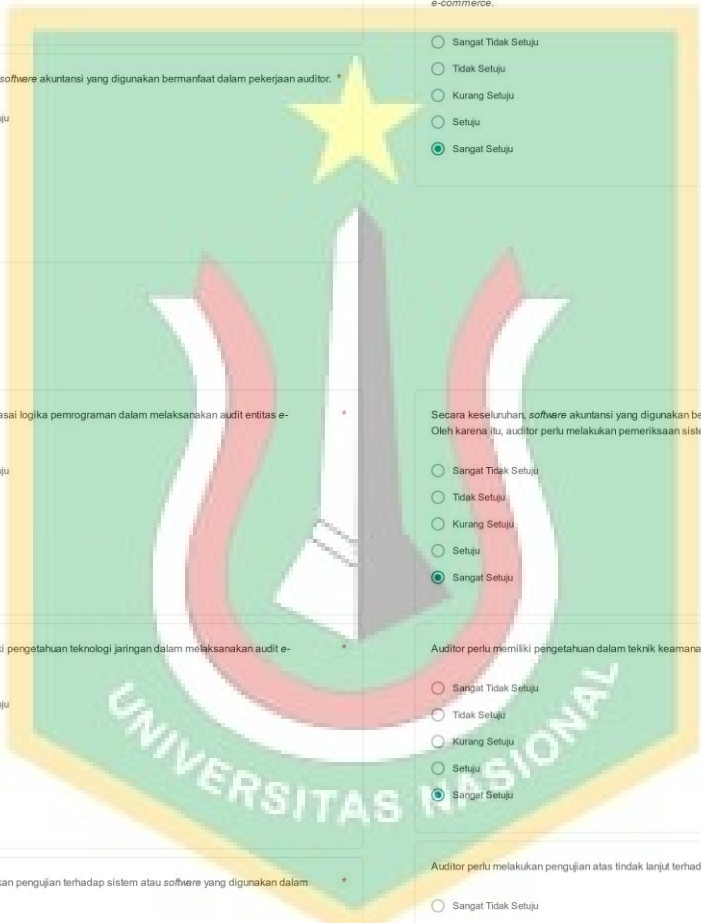 software akuntansi yang digunakan bermanfaat dalam pekerjaan auditor. *
asai logika pemrograman dalam melaksanakan audit entitas e- *
pengetahuan teknologi jaringan dalam melaksanakan audit e- *
kan pengujian terhadap sistem atau software yang digunakan dalam *
e-commerce.
Sangat Tidak Setuju
Tidak Setuju
Kurang Setuju
Setuju
Sangat Setuju
Secara keseluruhan, software akuntansi yang digunakan be
Oleh karena itu, auditor perlu melakukan pemeriksaan siste
Sangat Tidak Setuju
Tidak Setuju
Kurang Setuju
Setuju
Sangat Setuju
Auditor perlu memiliki pengetahuan dalam teknik keamana
Sangat Tidak Setuju
Tidak Setuju
Kurang Setuju
Setuju
Sangat Setuju
Auditor perlu melakukan pengujian atas tindak lanjut terhad
Sangat Tidak Setuju
UNIVERSITAS NASIONAL